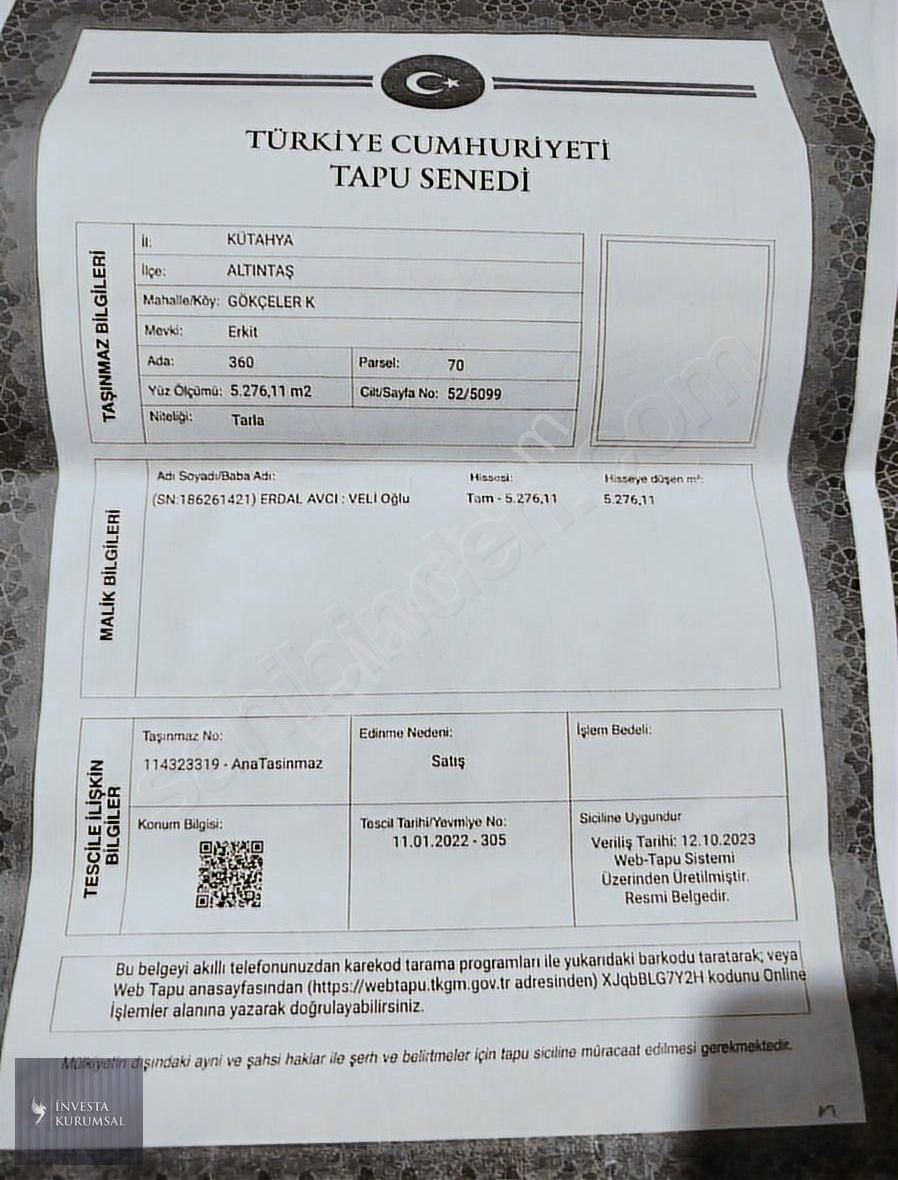 TÜRKİYE CUMHURİYETİ
TAPU SENEDİ
TAŞINMAZ BİLGİLERİ
İl: KÜTAHYA
İlçe: ALTINTAŞ
Mahalle/Köy: GÖKÇELER K
Mevki: Erkit
Ada: 360 Parsel: 70
Yüz Ölçümü: 5.276,11 m2 Cilt/Sayfa No: 52/5099
Niteliği: Tarla
MALİK BİLGİLERİ
Adı Soyadı/Baba Adı: Hissesi: Hisseye düşen m²:
(SN:186261421) ERDAL AVCI : VELİ Oğlu Tam - 5.276,11 5.276,11
TESCİLE İLİŞKİN
BİLGİLER
Taşınmaz No: Edinme Nedeni: İşlem Bedeli:
114323319 - AnaTasinmaz Satış
Konum Bilgisi: Tescil Tarihi/Yevmiye No: Siciline Uygundur
11.01.2022 - 305 Veriliş Tarihi: 12.10.2023
Web-Tapu Sistemi
Üzerinden Üretilmiştir.
Resmi Belgedir.
Bu belgeyi akıllı telefonunuzdan karekod tarama programları ile yukarıdaki barkodu taratarak; veya
Web Tapu anasayfasından (https://webtapu.tkgm.gov.tr adresinden) XJqbBLG7Y2H kodunu Online
İşlemler alanına yazarak doğrulayabilirsiniz.
Mülkiyetin dışındaki ayni ve şahsi haklar ile şerh ve belirtmeler için tapu siciline müracaat edilmesi gerekmektedir.
sahibinden.com
İNVESTA
KURUMSAL